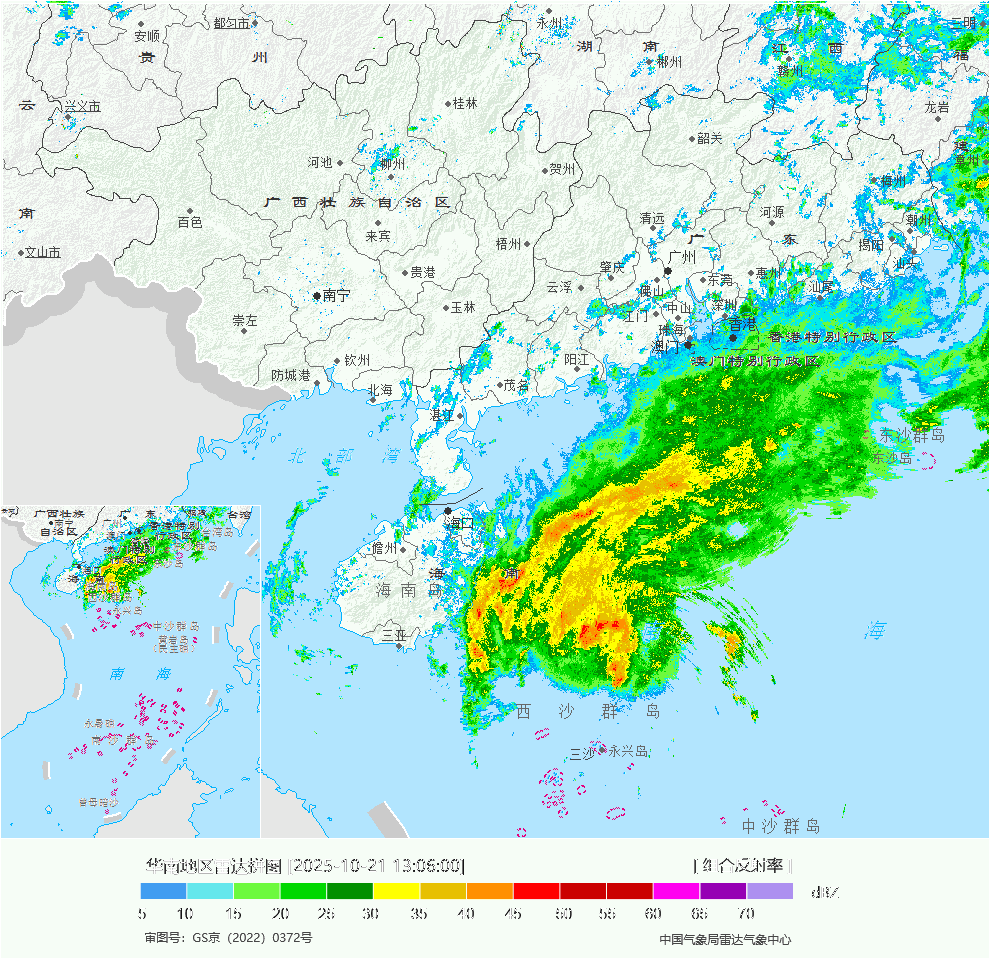 安顺
都匀市
永州
三明
贵
州
湖
南
江
西
福
郴州
赣州
云
兴义市
桂林
龙岩
韶关
建
漳州
河池
柳州
贺州
梅州
广 西 壮 族 自 治 区
南
百色
来宾
清远
河源
潮州
广
东
揭阳
汕头
文山市
梧州
广州
贵港
肇庆
东莞
惠州
云浮
佛山
汕尾
南宁
玉林
江门
中山
深圳
崇左
珠海
香港
澳门
香港特别行政区
澳门特别行政区
钦州
阳江
防城港
北海
茂名
湛江
北 部 湾
东沙群岛
东沙岛
海口
儋州
海
南
海南岛
三亚
海
西 沙 群 岛
三沙
永兴岛
中沙群岛
广西壮族
自治区
南宁
广
东
台湾
香港特别
行政区
永兴岛
中沙群岛
黄岩岛
(民主礁)
南 海
永暑礁
南沙群岛
曾母暗沙
华南地区雷达拼图 [2025-10-21 13:06:00]
[ 组合反射率 ]
dBZ
5 10 15 20 25 30 35 40 45 50 55 60 65 70
审图号：GS京（2022）0372号
中国气象局雷达气象中心